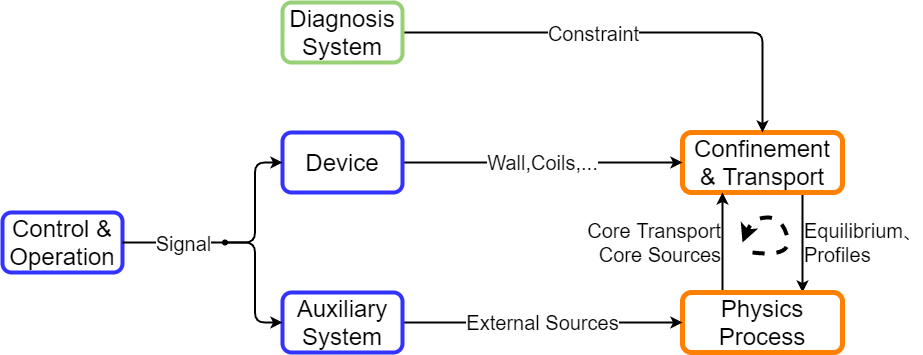 Diagnosis
System
Constraint
Device
Wall,Coils,...
Confinement
& Transport
Control &
Operation
Signal
Core Transport
Core Sources
Equilibrium、
Profiles
Auxiliary
System
External Sources
Physics
Process